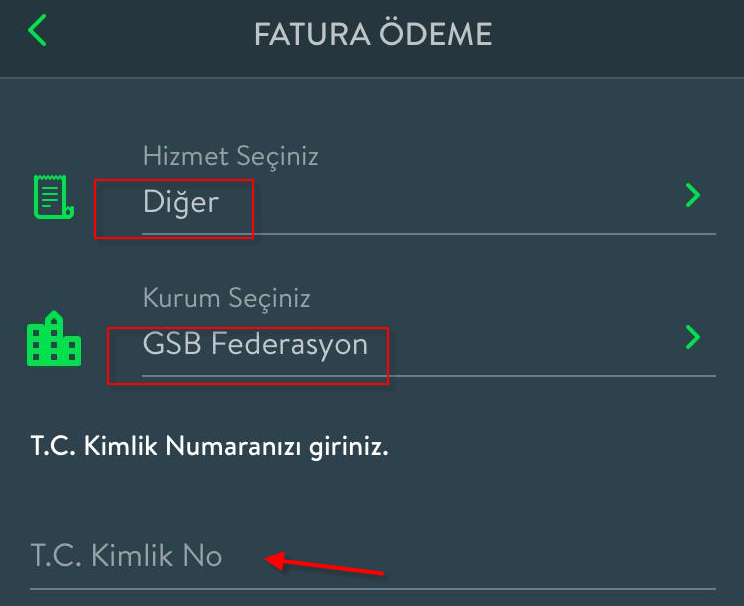 FATURA ÖDEME
Hizmet Seçiniz
Diğer
Kurum Seçiniz
GSB Federasyon
T.C. Kimlik Numaranızı giriniz.
T.C. Kimlik No